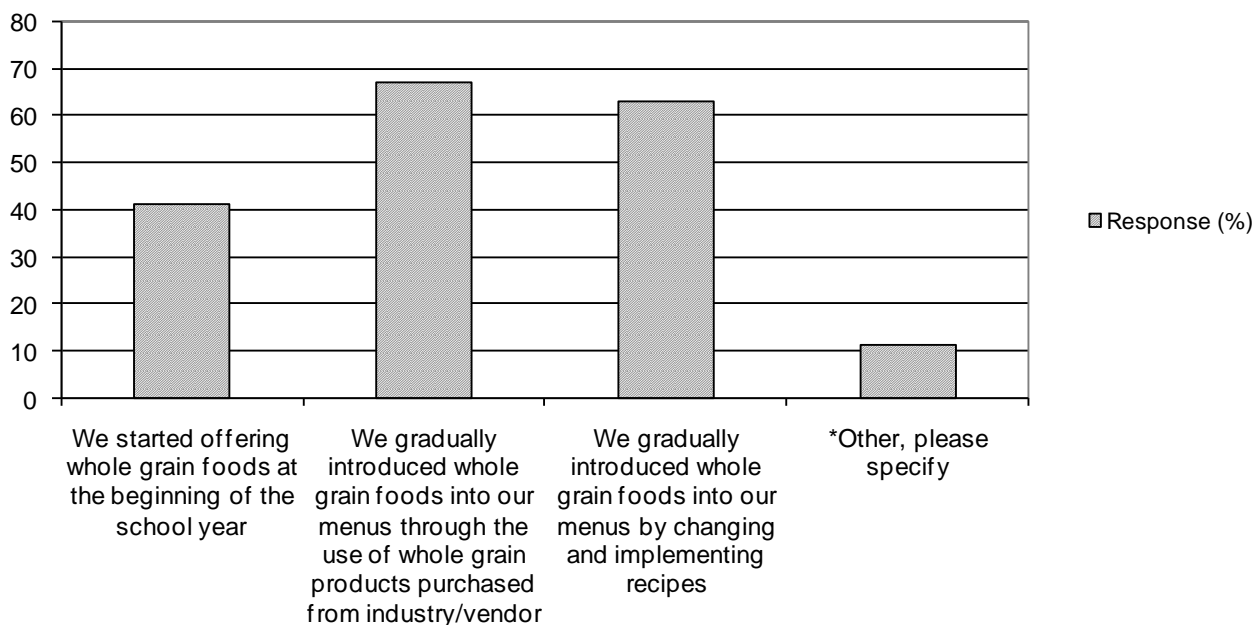 80
70
60
50
40
30
20
10
0
Response (%)
We started offering
whole grain foods at
the beginning of the
school year
We gradually
introduced whole
grain foods into our
menus through the
use of whole grain
products purchased
from industry/vendor
We gradually
introduced whole
grain foods into our
menus by changing
and implementing
recipes
*Other, please
specify